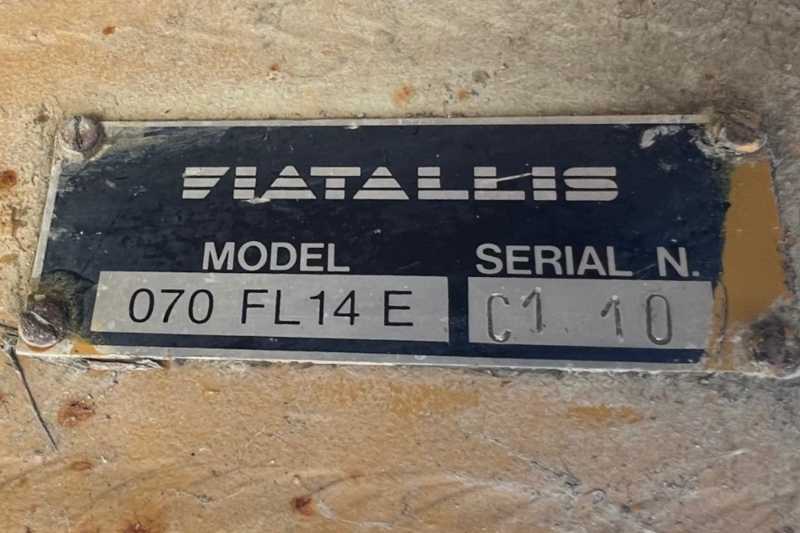 FIATALLIS
MODEL SERIAL N.
070 FL14 E C1 10